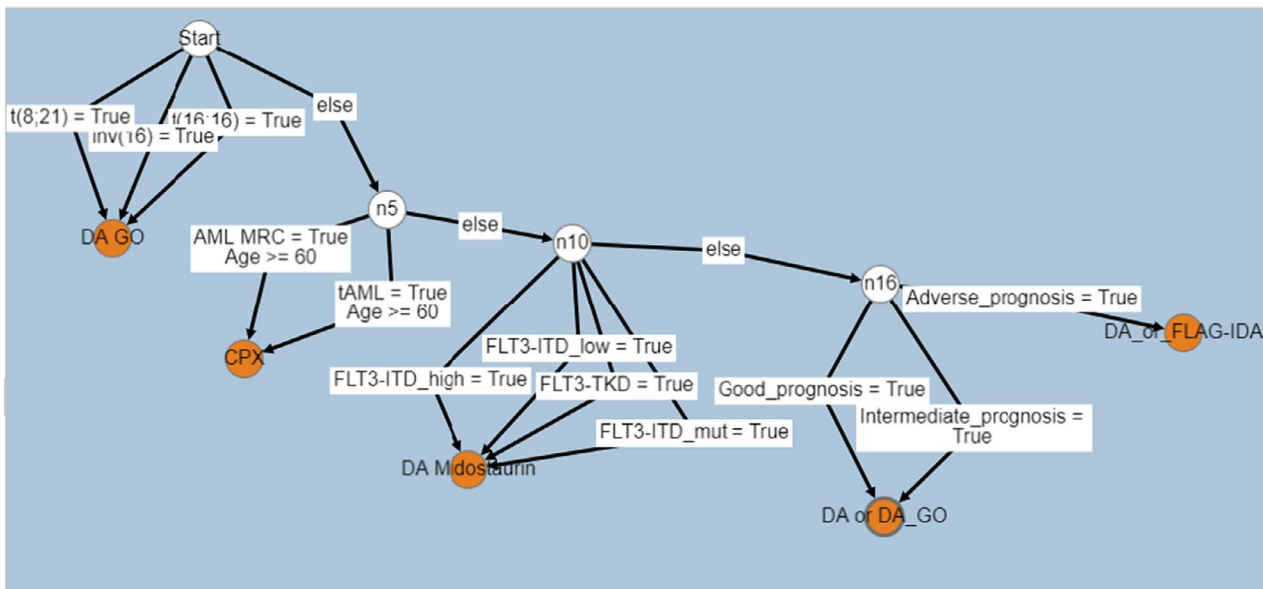 Start
t(8;21) = True
inv(16) = True
t(16;16) = True
else
n5
else
DA GO
AML MRC = True
Age >= 60
tAML = True
Age >= 60
CPX
n10
else
FLT3-ITD_high = True
FLT3-ITD_low = True
FLT3-TKD = True
FLT3-ITD_mut = True
DA Midostaurin
n16
Adverse_prognosis = True
DA_or_FLAG-IDA
Good_prognosis = True
Intermediate_prognosis =
True
DA or DA_GO